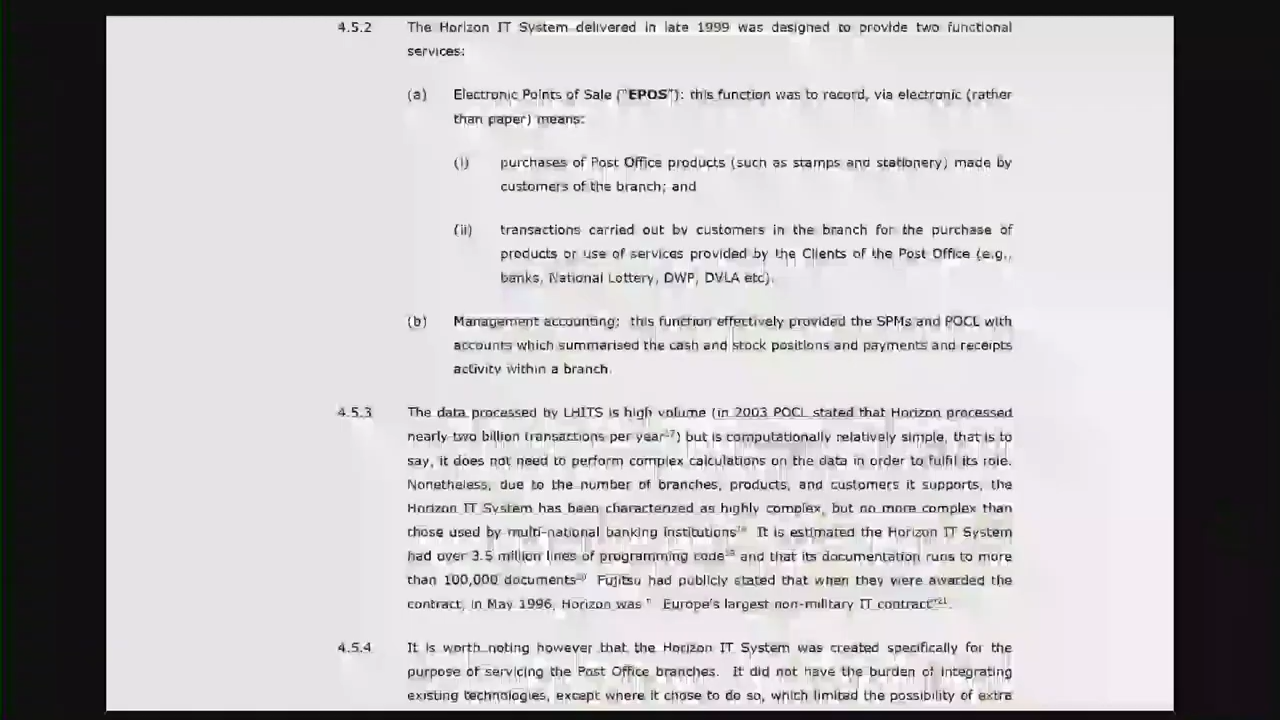 4.5.2 The Horizon IT System delivered in late 1999 was designed to provide two functional
services:
(a) Electronic Points of Sale ("EPOS"): this function was to record, via electronic (rather
than paper) means:
(i) purchases of Post Office products (such as stamps and stationery) made by
customers of the branch; and
(ii) transactions carried out by customers in the branch for the purchase of
products or use of services provided by the Clients of the Post Office (e.g.,
banks, National Lottery, DWP, DVLA etc).
(b) Management accounting: this function effectively provided the SPMs and POCL with
accounts which summarised the cash and stock positions and payments and receipts
activity within a branch.
4.5.3 The data processed by LHITS is high volume (in 2003 POCL stated that Horizon processed
nearly two billion transactions per year17) but is computationally relatively simple, that is to
say, it does not need to perform complex calculations on the data in order to fulfil its role.
Nonetheless, due to the number of branches, products, and customers it supports, the
Horizon IT System has been characterized as highly complex, but no more complex than
those used by multi-national banking institutions It is estimated the Horizon IT System
had over 3.5 million lines of programming code and that its documentation runs to more
than 100,000 documents Fujitsu had publicly stated that when they were awarded the
contract, in May 1996, Horizon was " Europe's largest non-military IT contract"21.
4.5.4 It is worth noting however that the Horizon IT System was created specifically for the
purpose of servicing the Post Office branches. It did not have the burden of integrating
existing technologies, except where it chose to do so, which limited the possibility of extra